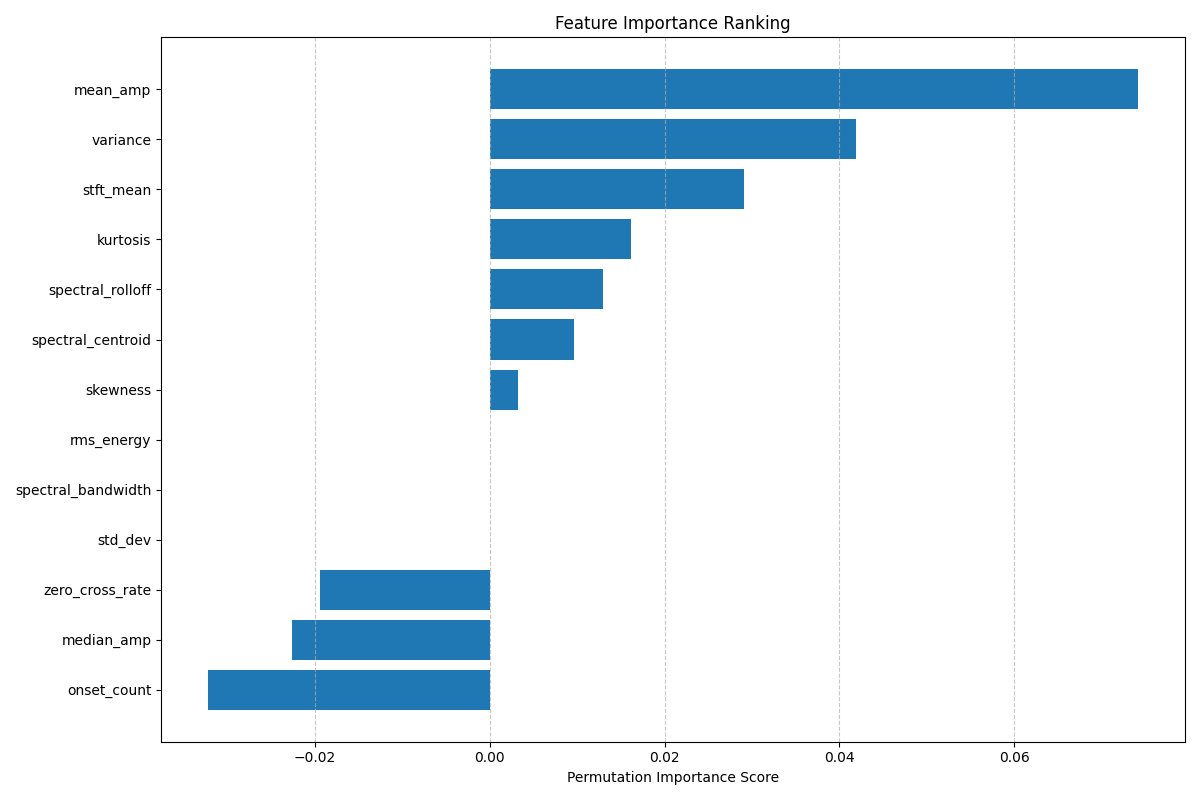 Feature Importance Ranking
mean_amp
variance
stft_mean
kurtosis
spectral_rolloff
spectral_centroid
skewness
rms_energy
spectral_bandwidth
std_dev
zero_cross_rate
median_amp
onset_count
−0.02 0.00 0.02 0.04 0.06
Permutation Importance Score